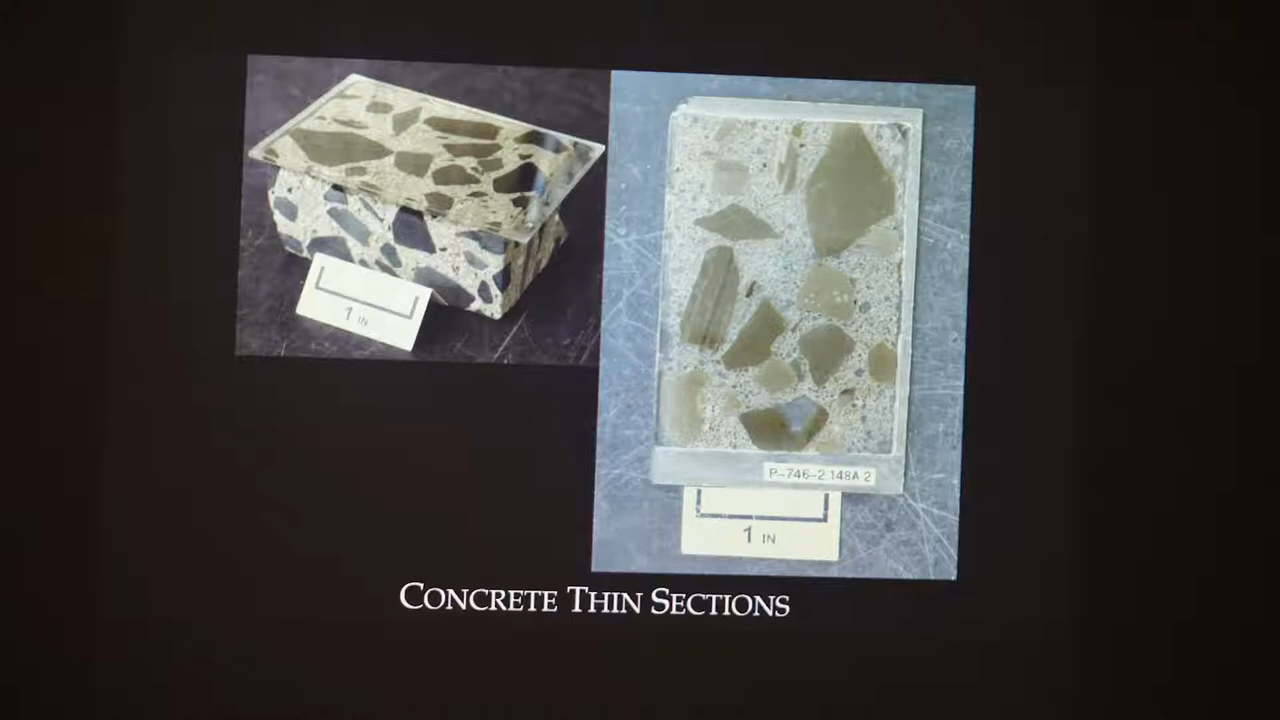 1 IN
P-746-2 148A 2
1 IN
CONCRETE THIN SECTIONS